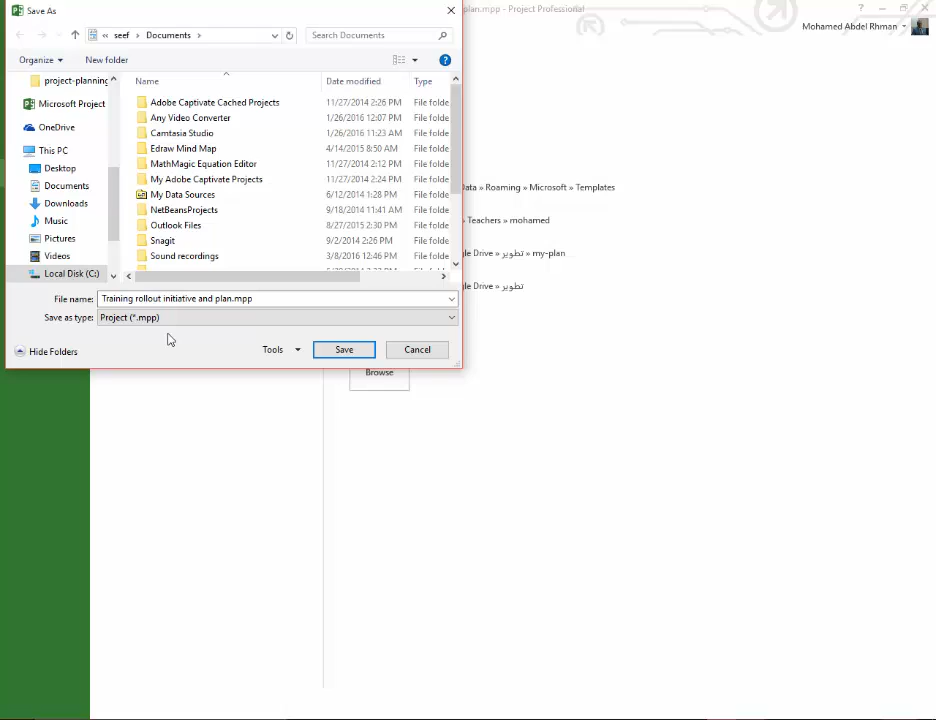 Save As
plan.mpp - Project Professional
Mohamed Abdel Rhman
« seef › Documents ›
Search Documents
Organize
New folder
Name
Date modified
Type
project-planning
Microsoft Project
OneDrive
This PC
Desktop
Documents
Downloads
Music
Pictures
Videos
Local Disk (C:)
Adobe Captivate Cached Projects 11/27/2014 2:26 PM File folde
Any Video Converter 1/26/2016 12:07 PM File folde
Camtasia Studio 1/26/2016 11:23 AM File folde
Edraw Mind Map 4/14/2015 8:50 AM File folde
MathMagic Equation Editor 11/27/2014 2:12 PM File folde
My Adobe Captivate Projects 11/27/2014 2:24 PM File folde
My Data Sources 6/12/2014 1:28 PM File folde
NetBeansProjects 9/18/2014 11:41 AM File folde
Outlook Files 8/27/2015 2:30 PM File folde
Snagit 9/2/2014 2:26 PM File folde
Sound recordings 3/8/2016 12:46 PM File folde
File name: Training rollout initiative and plan.mpp
Save as type: Project (*.mpp)
Hide Folders
Tools
Save
Cancel
Data » Roaming » Microsoft » Templates
» Teachers » mohamed
gle Drive » تطوير » my-plan
gle Drive » تطوير
Browse